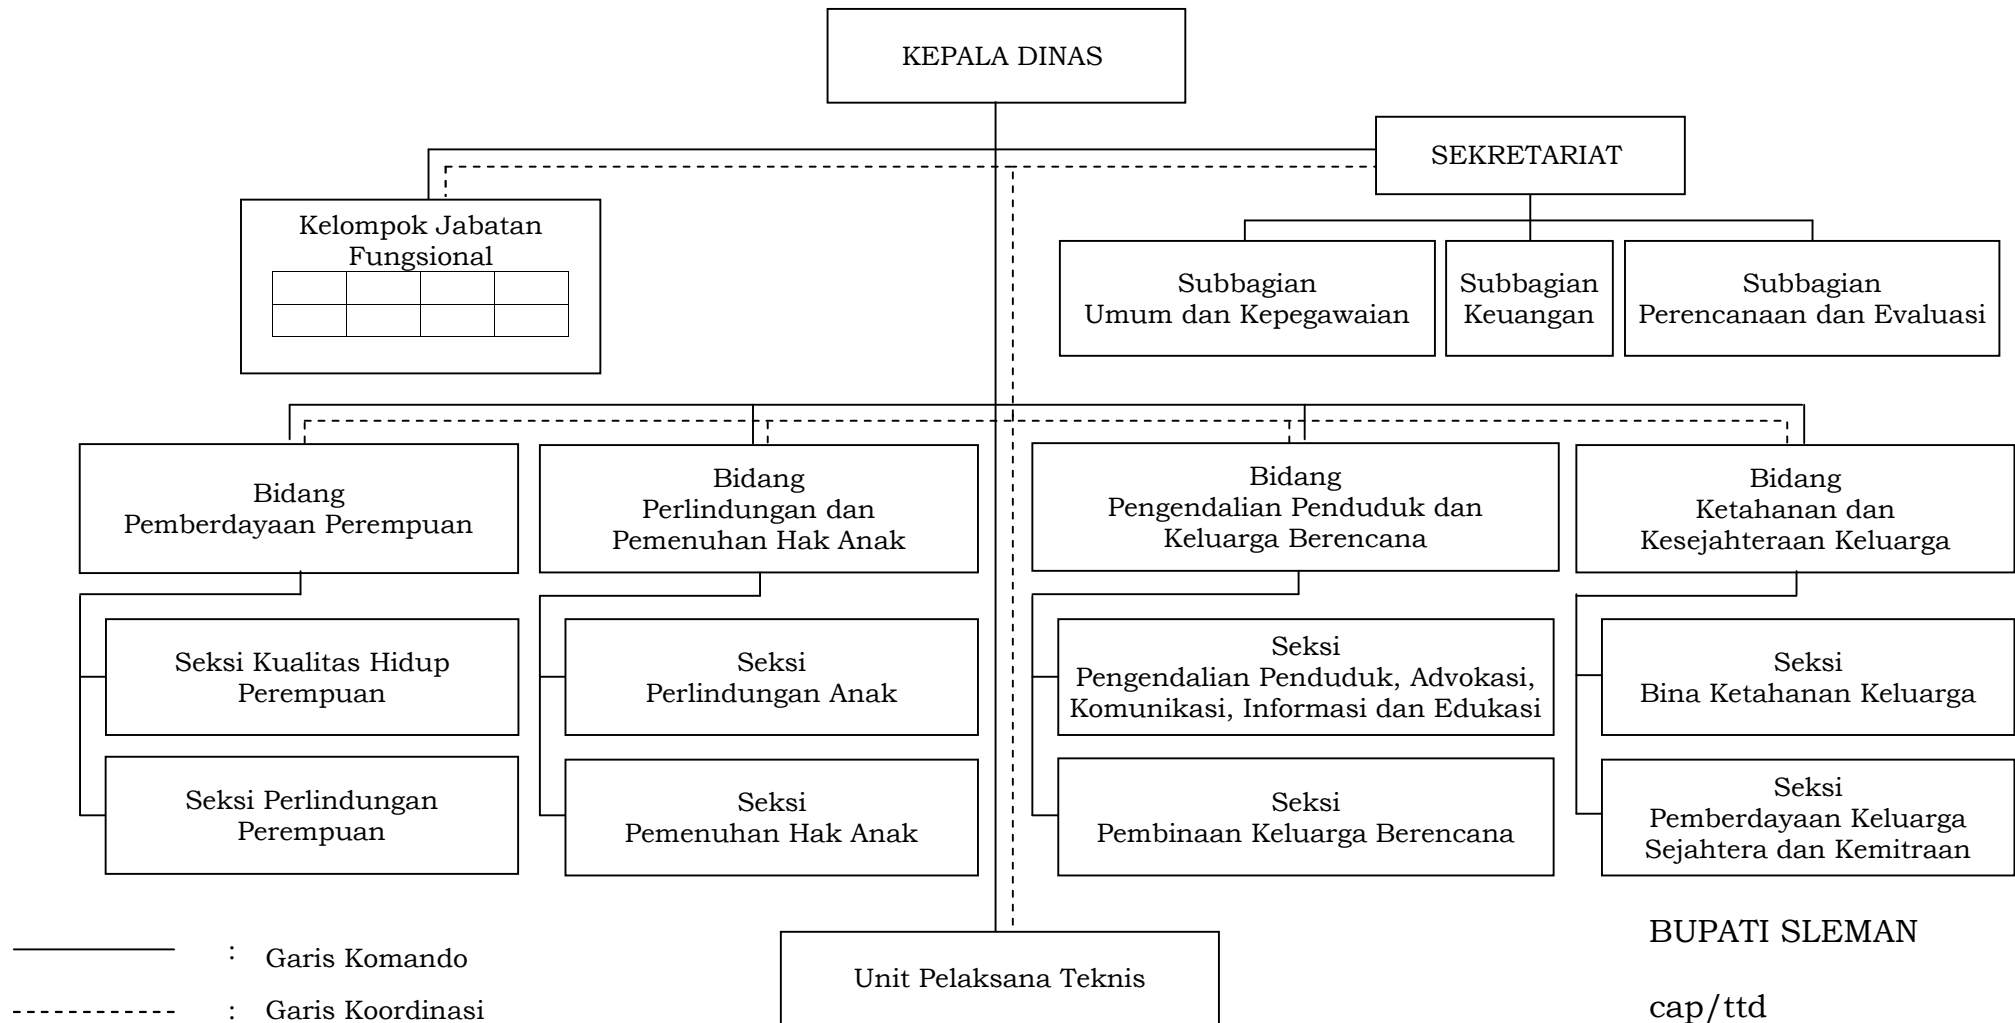 KEPALA DINAS
SEKRETARIAT
Kelompok Jabatan
Fungsional
Subbagian
Umum dan Kepegawaian
Subbagian
Keuangan
Subbagian
Perencanaan dan Evaluasi
Bidang
Pemberdayaan Perempuan
Bidang
Perlindungan dan
Pemenuhan Hak Anak
Bidang
Pengendalian Penduduk dan
Keluarga Berencana
Bidang
Ketahanan dan
Kesejahteraan Keluarga
Seksi Kualitas Hidup
Perempuan
Seksi
Perlindungan Anak
Seksi
Pengendalian Penduduk, Advokasi,
Komunikasi, Informasi dan Edukasi
Seksi
Bina Ketahanan Keluarga
Seksi Perlindungan
Perempuan
Seksi
Pemenuhan Hak Anak
Seksi
Pembinaan Keluarga Berencana
Seksi
Pemberdayaan Keluarga
Sejahtera dan Kemitraan
: Garis Komando
: Garis Koordinasi
Unit Pelaksana Teknis
BUPATI SLEMAN
cap/ttd